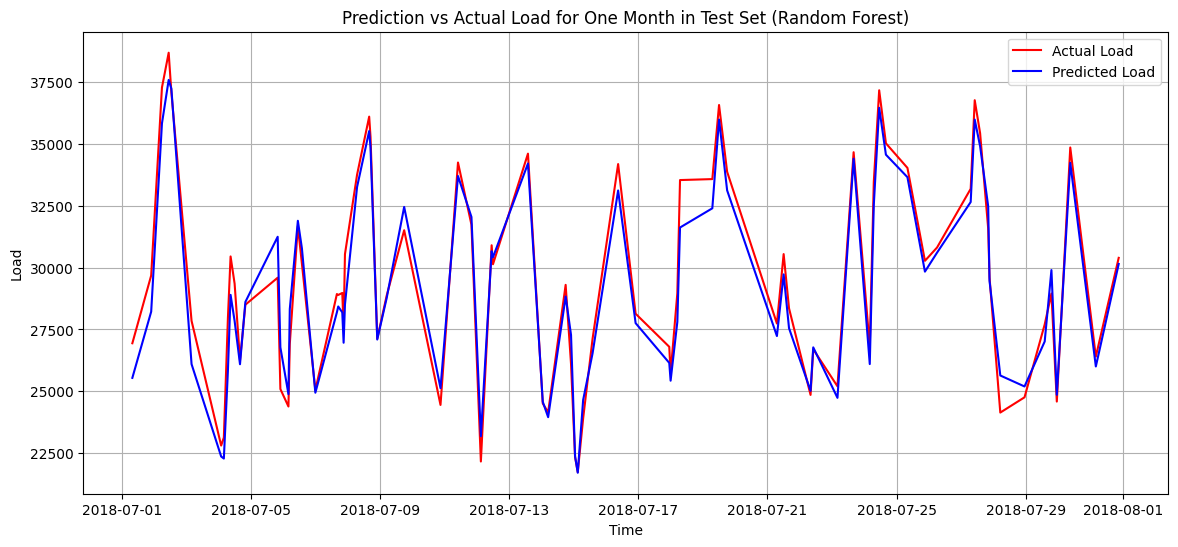 Prediction vs Actual Load for One Month in Test Set (Random Forest)
Actual Load
Predicted Load
37500
35000
32500
30000
27500
25000
22500
Load
2018-07-01 2018-07-05 2018-07-09 2018-07-13 2018-07-17 2018-07-21 2018-07-25 2018-07-29 2018-08-01
Time